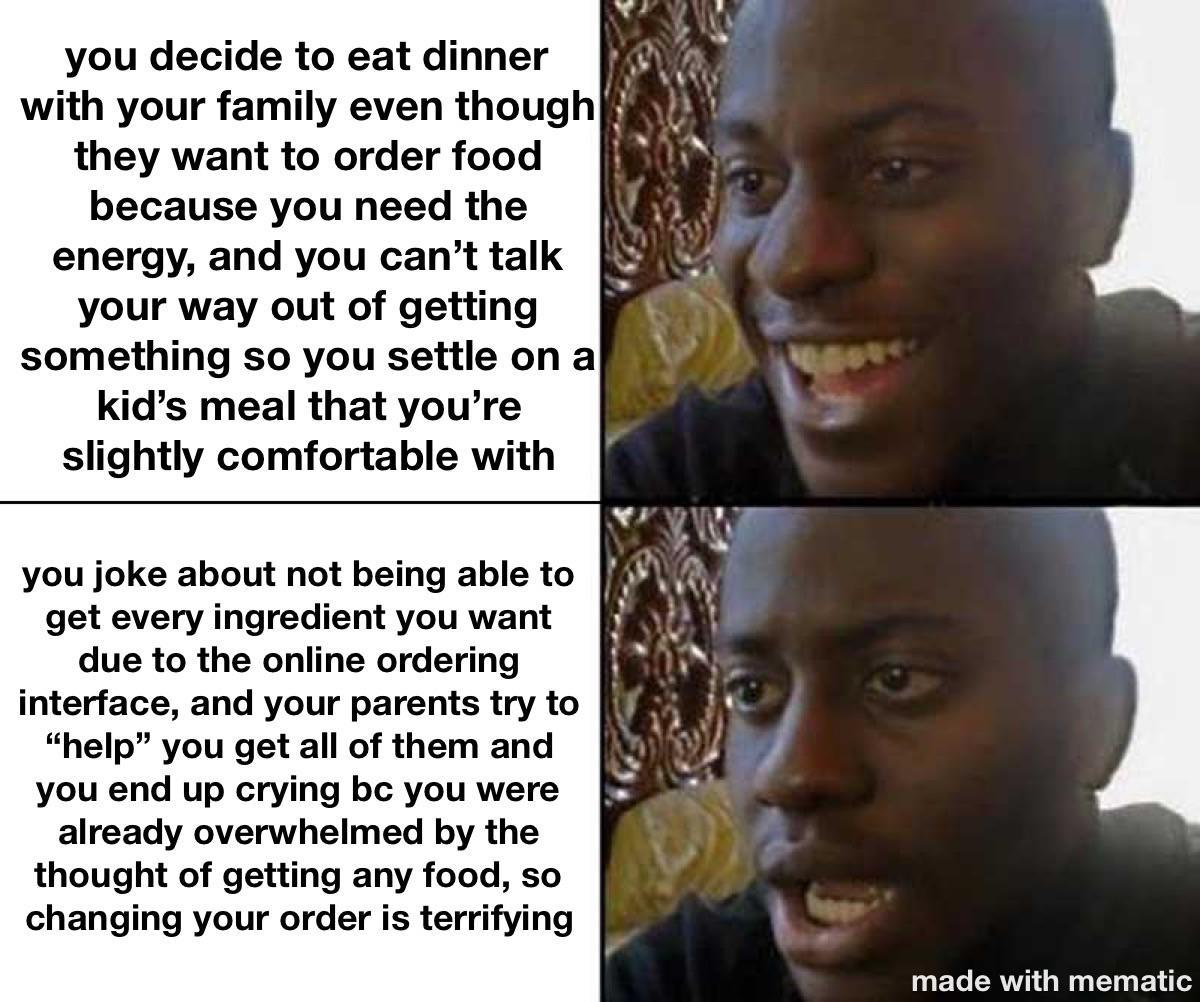 you decide to eat dinner
with your family even though
they want to order food
because you need the
energy, and you can’t talk
your way out of getting
something so you settle on a
kid’s meal that you’re
slightly comfortable with
you joke about not being able to
get every ingredient you want
due to the online ordering
interface, and your parents try to
“help” you get all of them and
you end up crying bc you were
already overwhelmed by the
thought of getting any food, so
changing your order is terrifying
made with mematic